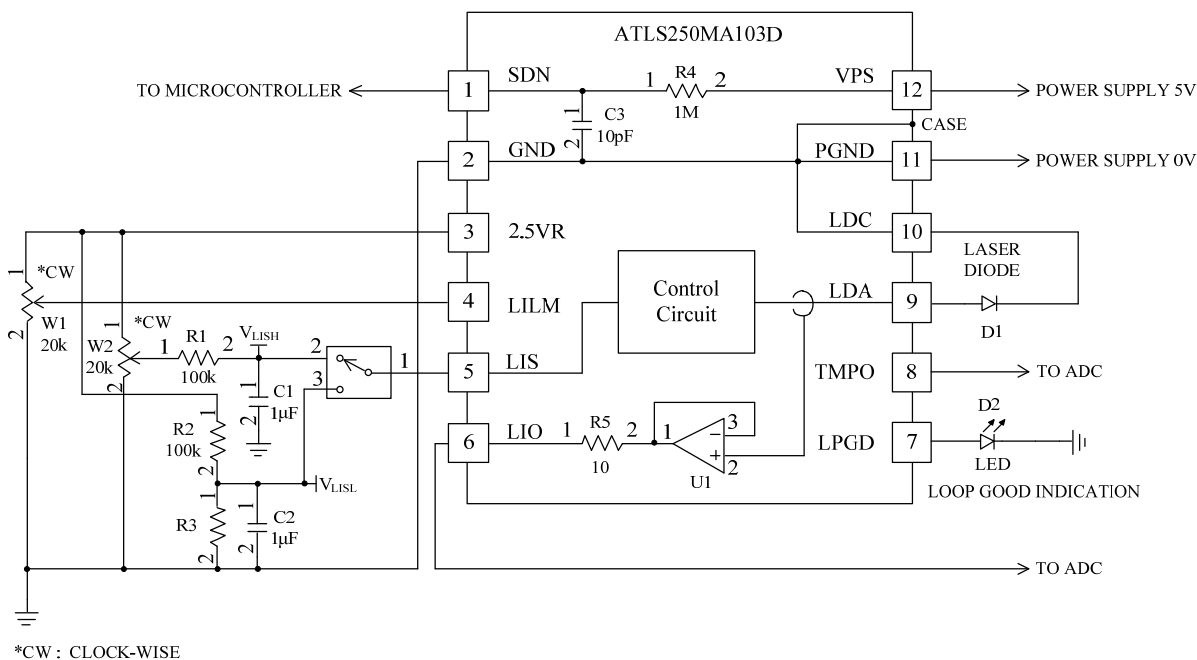 ATLS250MA103D
TO MICROCONTROLLER
1
SDN
1 R4 2
1M
VPS
12
POWER SUPPLY 5V
1
C3
10pF
2
CASE
2
GND
PGND
11
POWER SUPPLY 0V
3
2.5VR
LDC
10
LASER
DIODE
1
*CW
2
W1
20k
4
LILM
Control
Circuit
LDA
9
D1
1
*CW
W2
20k
2
1 R1 2
100k
VLISH
2
3
1
5
LIS
TMPO
8
TO ADC
1
C1
1μF
2
1
R2
100k
2
6
LIO
1 R5 2
10
1
3
−
+
2
U1
LPGD
7
D2
LED
LOOP GOOD INDICATION
VLISL
1
R3
2
1
C2
1μF
2
TO ADC
*CW : CLOCK-WISE